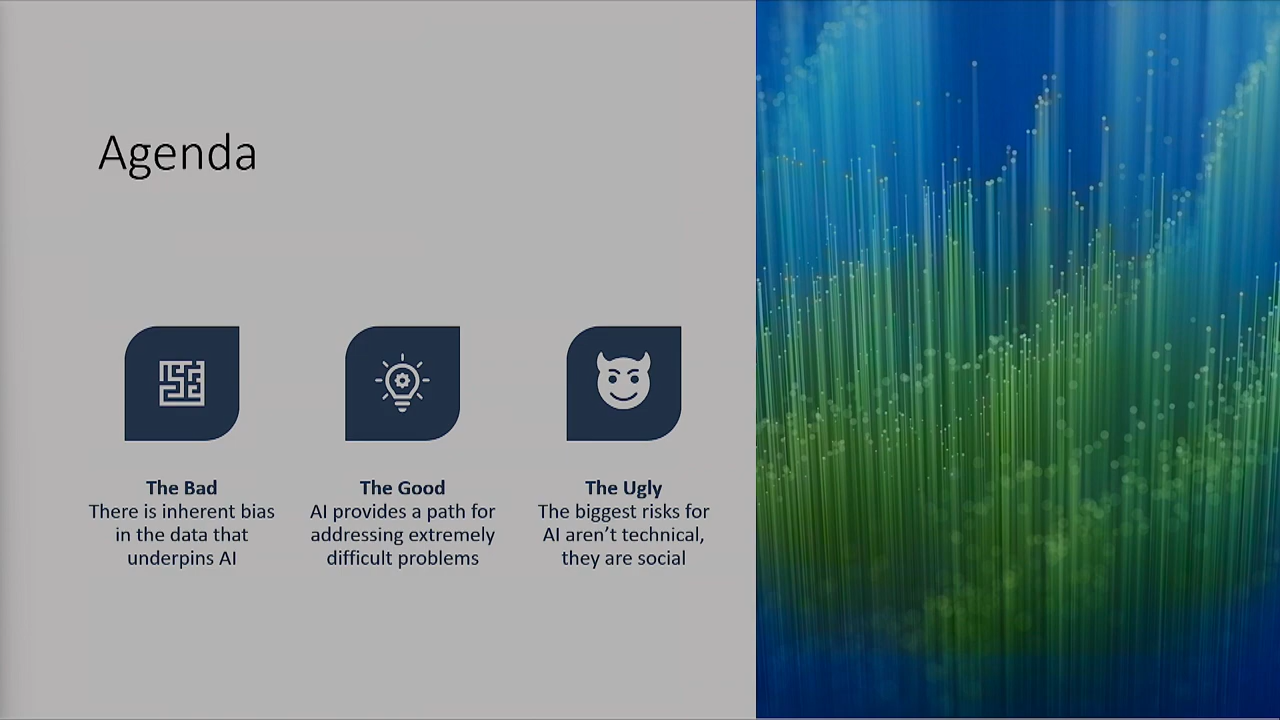 Agenda
The Bad
There is inherent bias
in the data that
underpins AI
The Good
AI provides a path for
addressing extremely
difficult problems
The Ugly
The biggest risks for
AI aren’t technical,
they are social